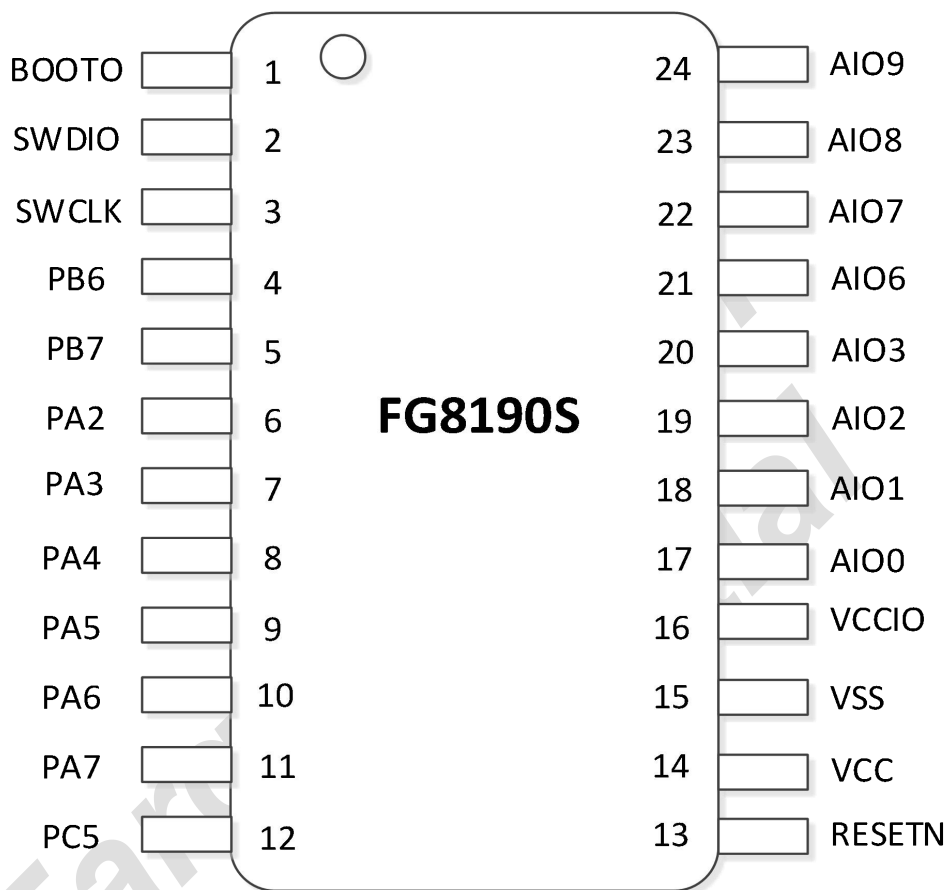 BOOTO 1 24 AIO9
SWDIO 2 23 AIO8
SWCLK 3 22 AIO7
PB6 4 21 AIO6
PB7 5 20 AIO3
PA2 6 FG8190S 19 AIO2
PA3 7 18 AIO1
PA4 8 17 AIO0
PA5 9 16 VCCIO
PA6 10 15 VSS
PA7 11 14 VCC
PC5 12 13 RESETN